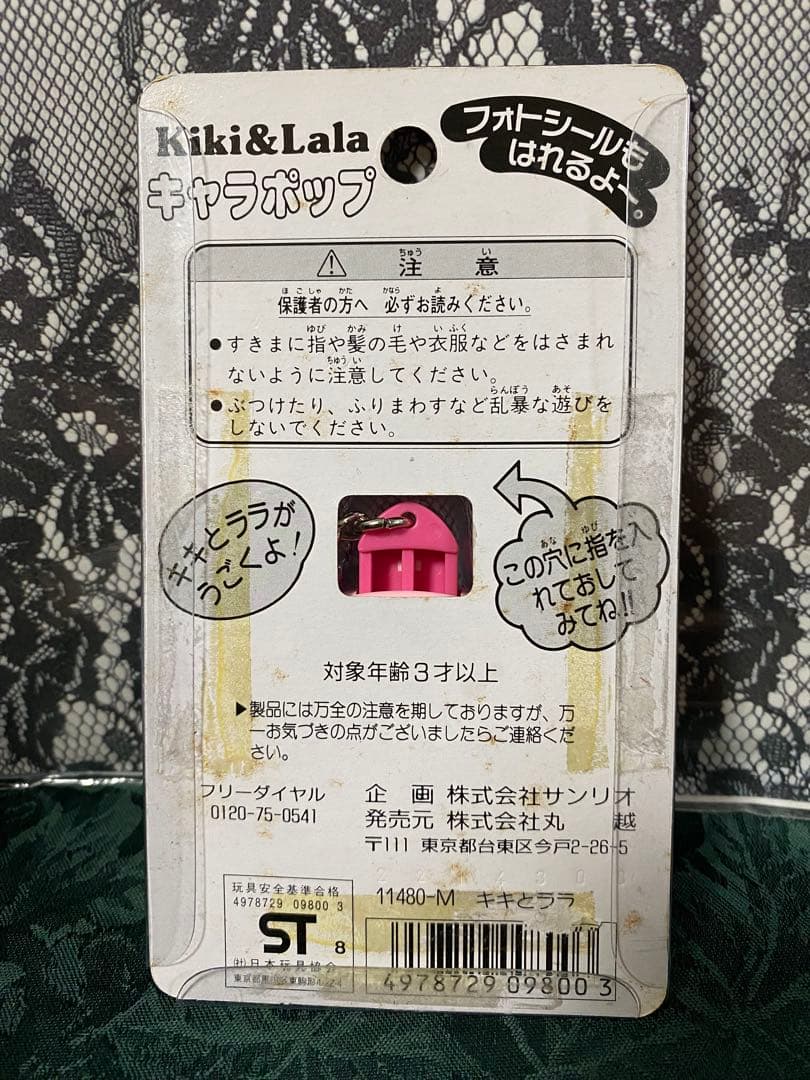 Kiki&Lala
キャラポップ
フォトシールも
はれるよー。
⚠ 注意
保護者の方へ 必ずお読みください。
●すきまに指や髪の毛や衣服などをはさまれ
ないように注意してください。
●ぶつけたり、ふりまわすなど乱暴な遊びを
しないでください。
キキとララが
うごくよ!
この穴に指を入
れておして
みてね!!
対象年齢3才以上
▶製品には万全の注意を期しておりますが、万
一お気づきの点がございましたらご連絡くだ
さい。
フリーダイヤル
0120-75-0541
企画 株式会社サンリオ
発売元 株式会社丸越
〒111 東京都台東区今戸2-26-5
玩具安全基準合格
4978729 09800 3
ST 8
(社)日本玩具協会
11480-M キキとララ
4978729 09800 3